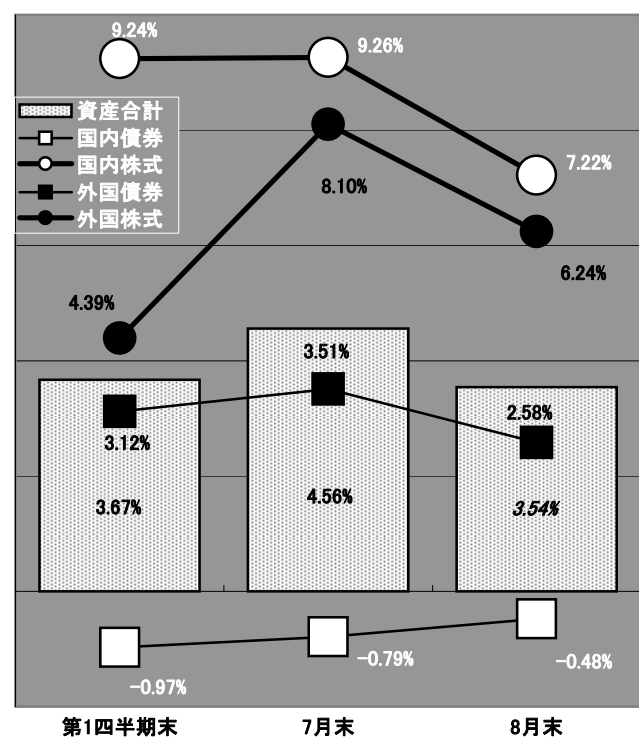 9.24%
9.26%
資産合計
国内債券
国内株式
外国債券
外国株式
7.22%
8.10%
6.24%
4.39%
3.51%
2.58%
3.12%
3.67%
4.56%
3.54%
-0.97%
-0.79%
-0.48%
第1四半期末
7月末
8月末